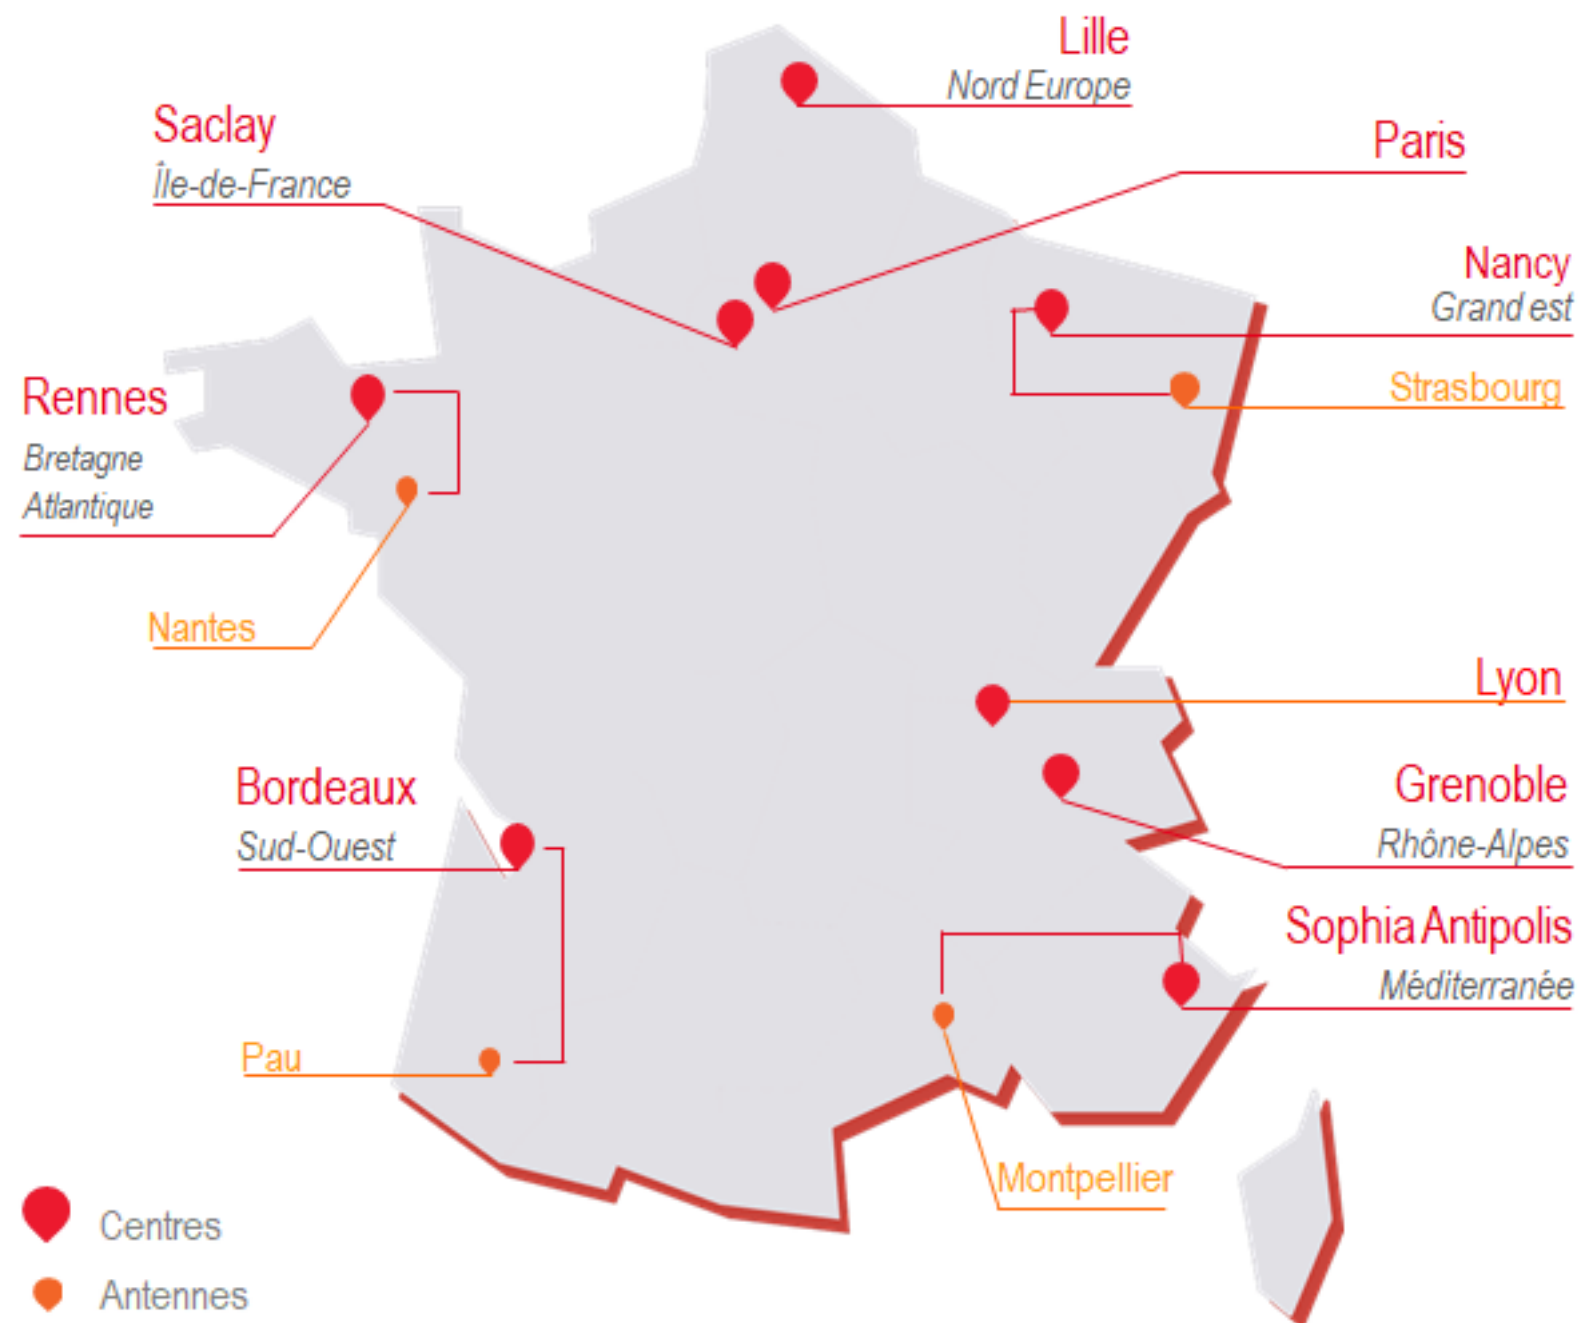 Lille
Nord Europe
Saclay
Île-de-France
Paris
Nancy
Grand est
Strasbourg
Rennes
Bretagne
Atlantique
Nantes
Lyon
Bordeaux
Sud-Ouest
Grenoble
Rhône-Alpes
Sophia Antipolis
Méditerranée
Pau
Montpellier
Centres
Antennes